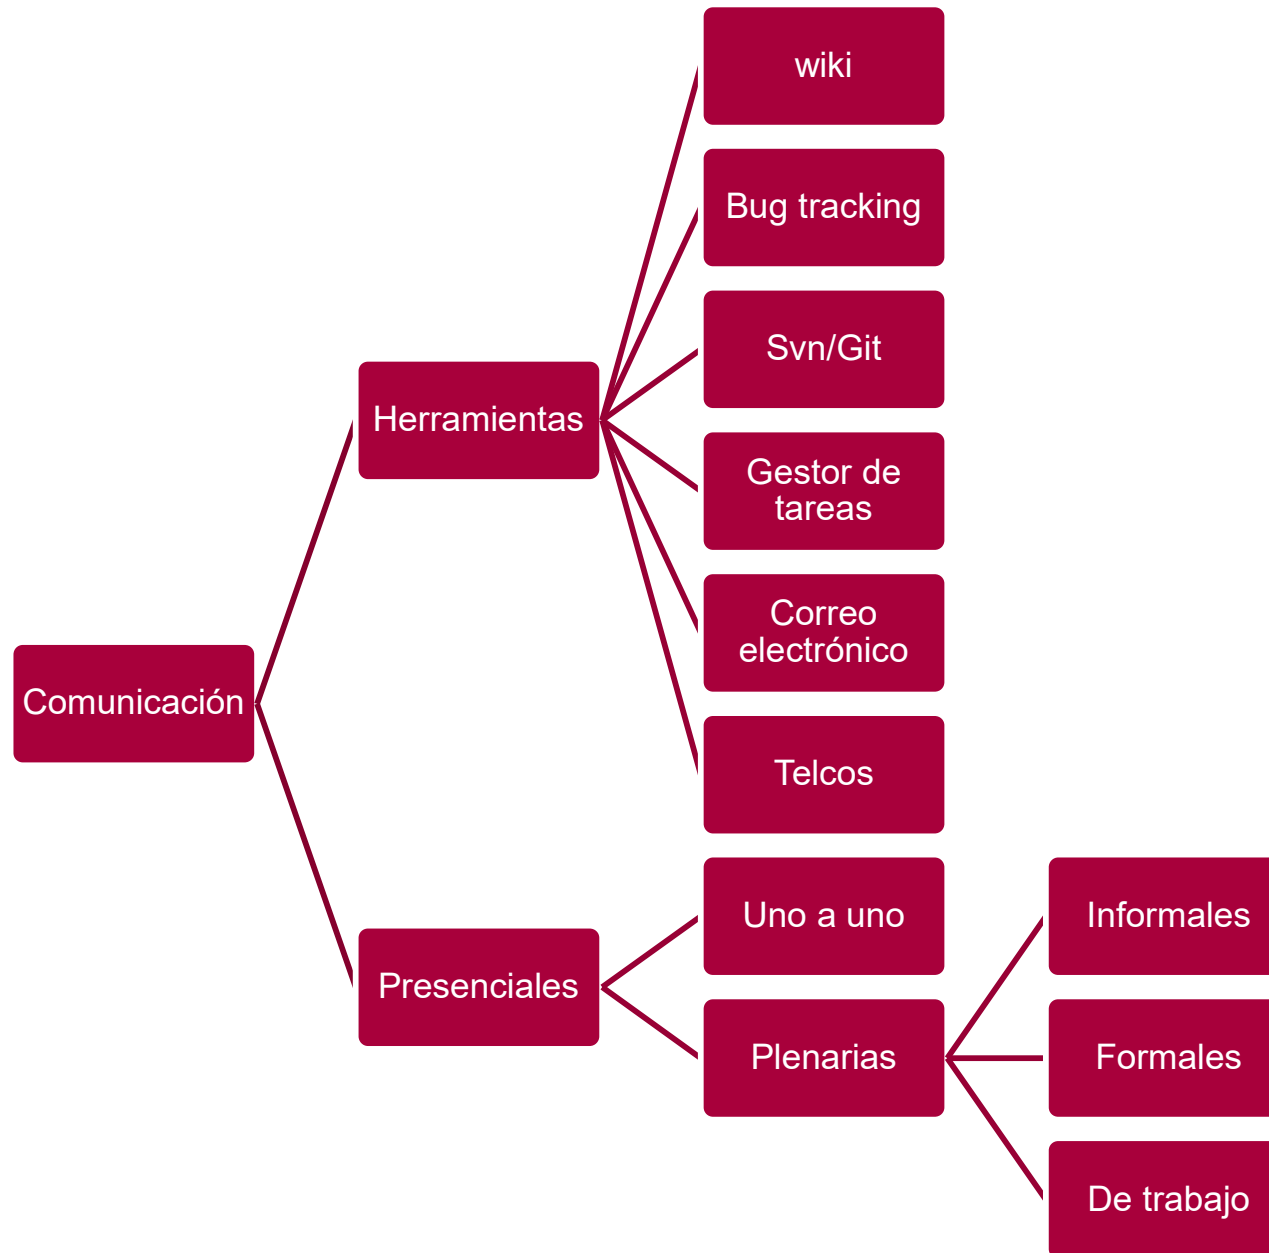 wiki
Bug tracking
Svn/Git
Herramientas
Gestor de
tareas
Correo
electrónico
Comunicación
Telcos
Uno a uno
Informales
Presenciales
Plenarias
Formales
De trabajo